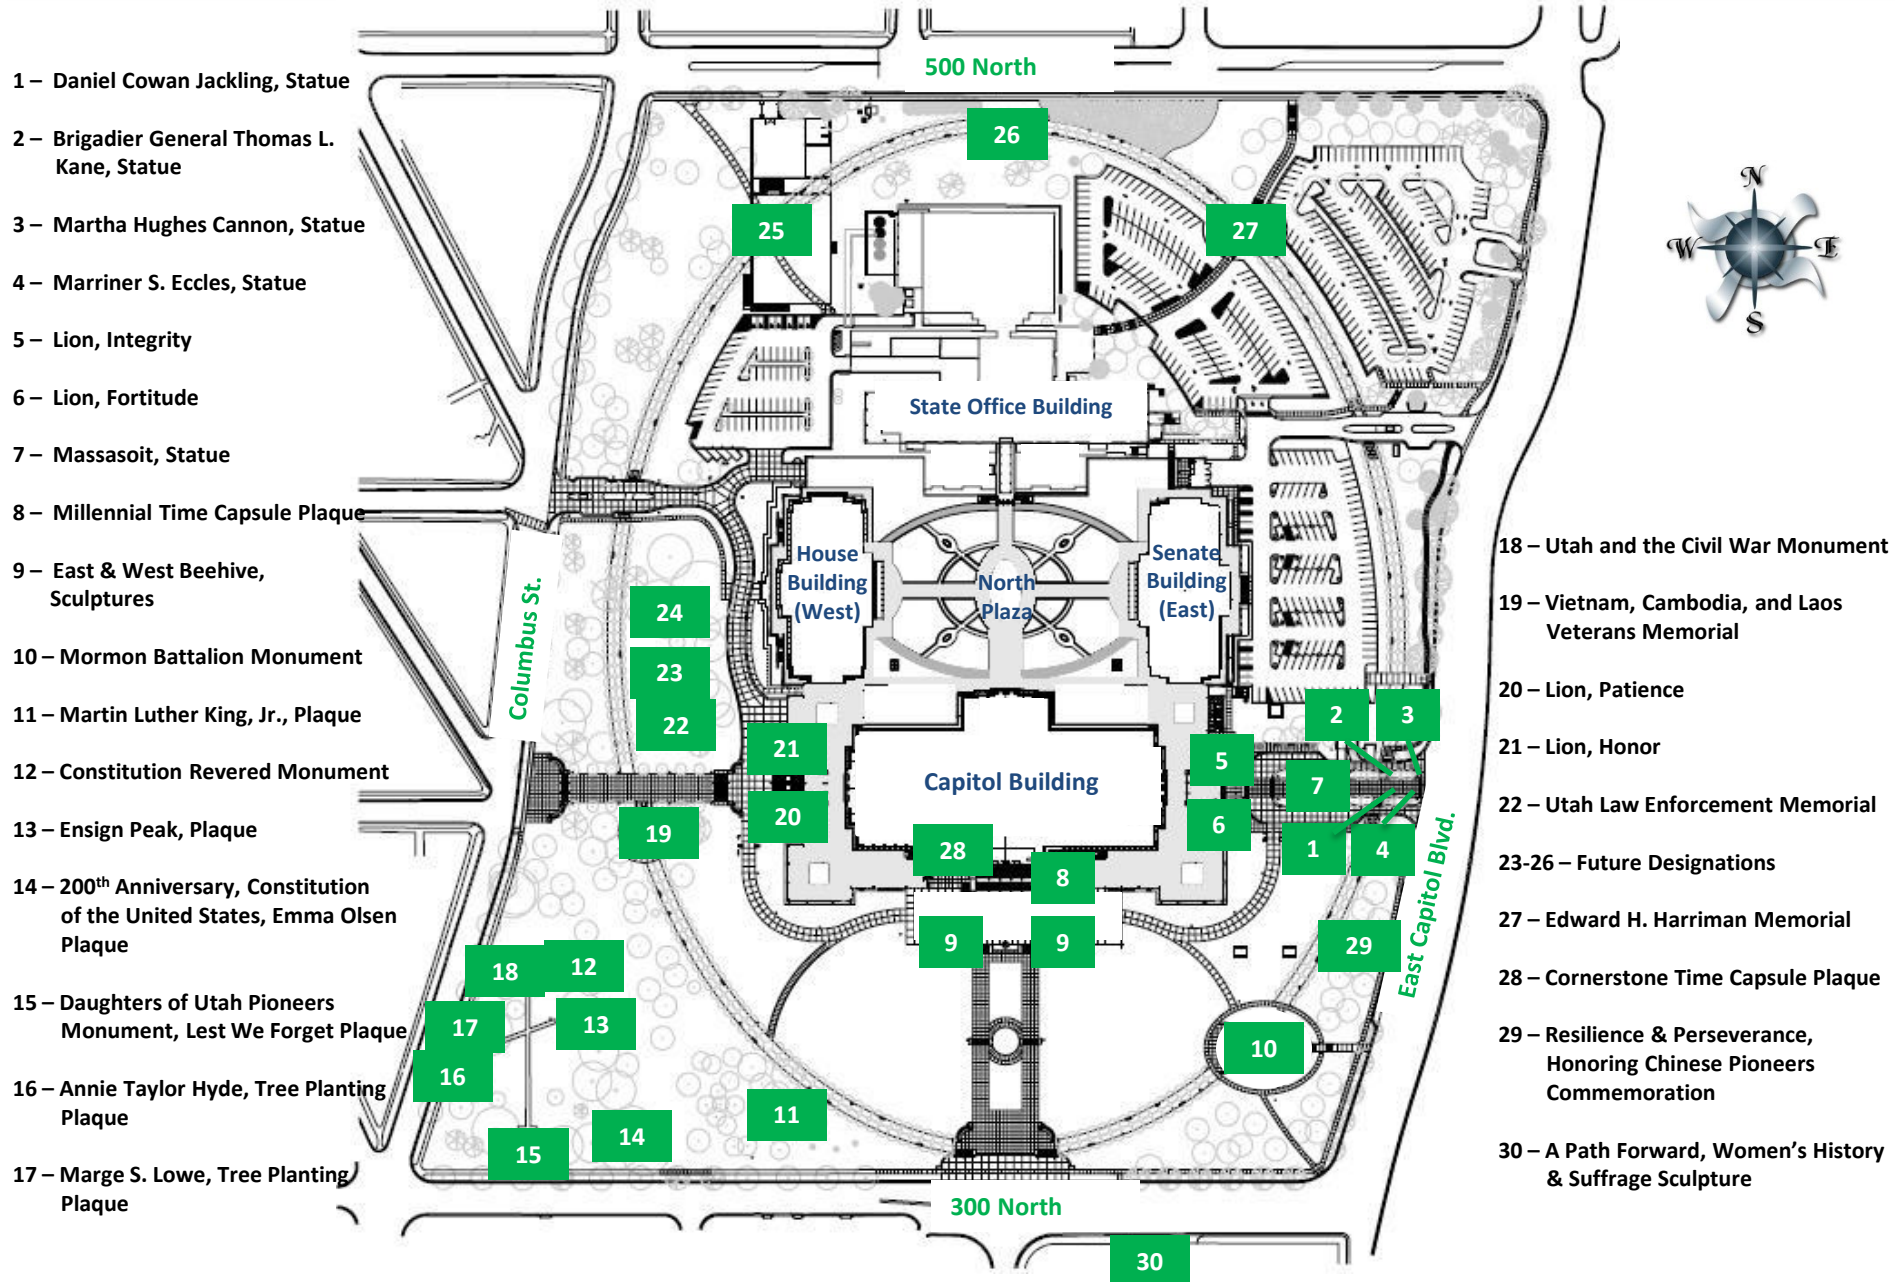 1 – Daniel Cowan Jackling, Statue
2 – Brigadier General Thomas L.
Kane, Statue
3 – Martha Hughes Cannon, Statue
4 – Marriner S. Eccles, Statue
5 – Lion, Integrity
6 – Lion, Fortitude
7 – Massasoit, Statue
8 – Millennial Time Capsule Plaque
9 – East & West Beehive,
Sculptures
10 – Mormon Battalion Monument
11 – Martin Luther King, Jr., Plaque
12 – Constitution Revered Monument
13 – Ensign Peak, Plaque
14 – 200th Anniversary, Constitution
of the United States, Emma Olsen
Plaque
15 – Daughters of Utah Pioneers
Monument, Lest We Forget Plaque
16 – Annie Taylor Hyde, Tree Planting
Plaque
17 – Marge S. Lowe, Tree Planting
Plaque
500 North
26
25
27
State Office Building
House
Building
(West)
North
Plaza
Senate
Building
(East)
Columbus St.
24
23
22
21
20
19
Capitol Building
2
3
5
7
6
1
4
28
8
9
9
29
East Capitol Blvd.
18
12
17
13
16
10
11
14
15
300 North
30
N
W
E
S
18 – Utah and the Civil War Monument
19 – Vietnam, Cambodia, and Laos
Veterans Memorial
20 – Lion, Patience
21 – Lion, Honor
22 – Utah Law Enforcement Memorial
23-26 – Future Designations
27 – Edward H. Harriman Memorial
28 – Cornerstone Time Capsule Plaque
29 – Resilience & Perseverance,
Honoring Chinese Pioneers
Commemoration
30 – A Path Forward, Women's History
& Suffrage Sculpture